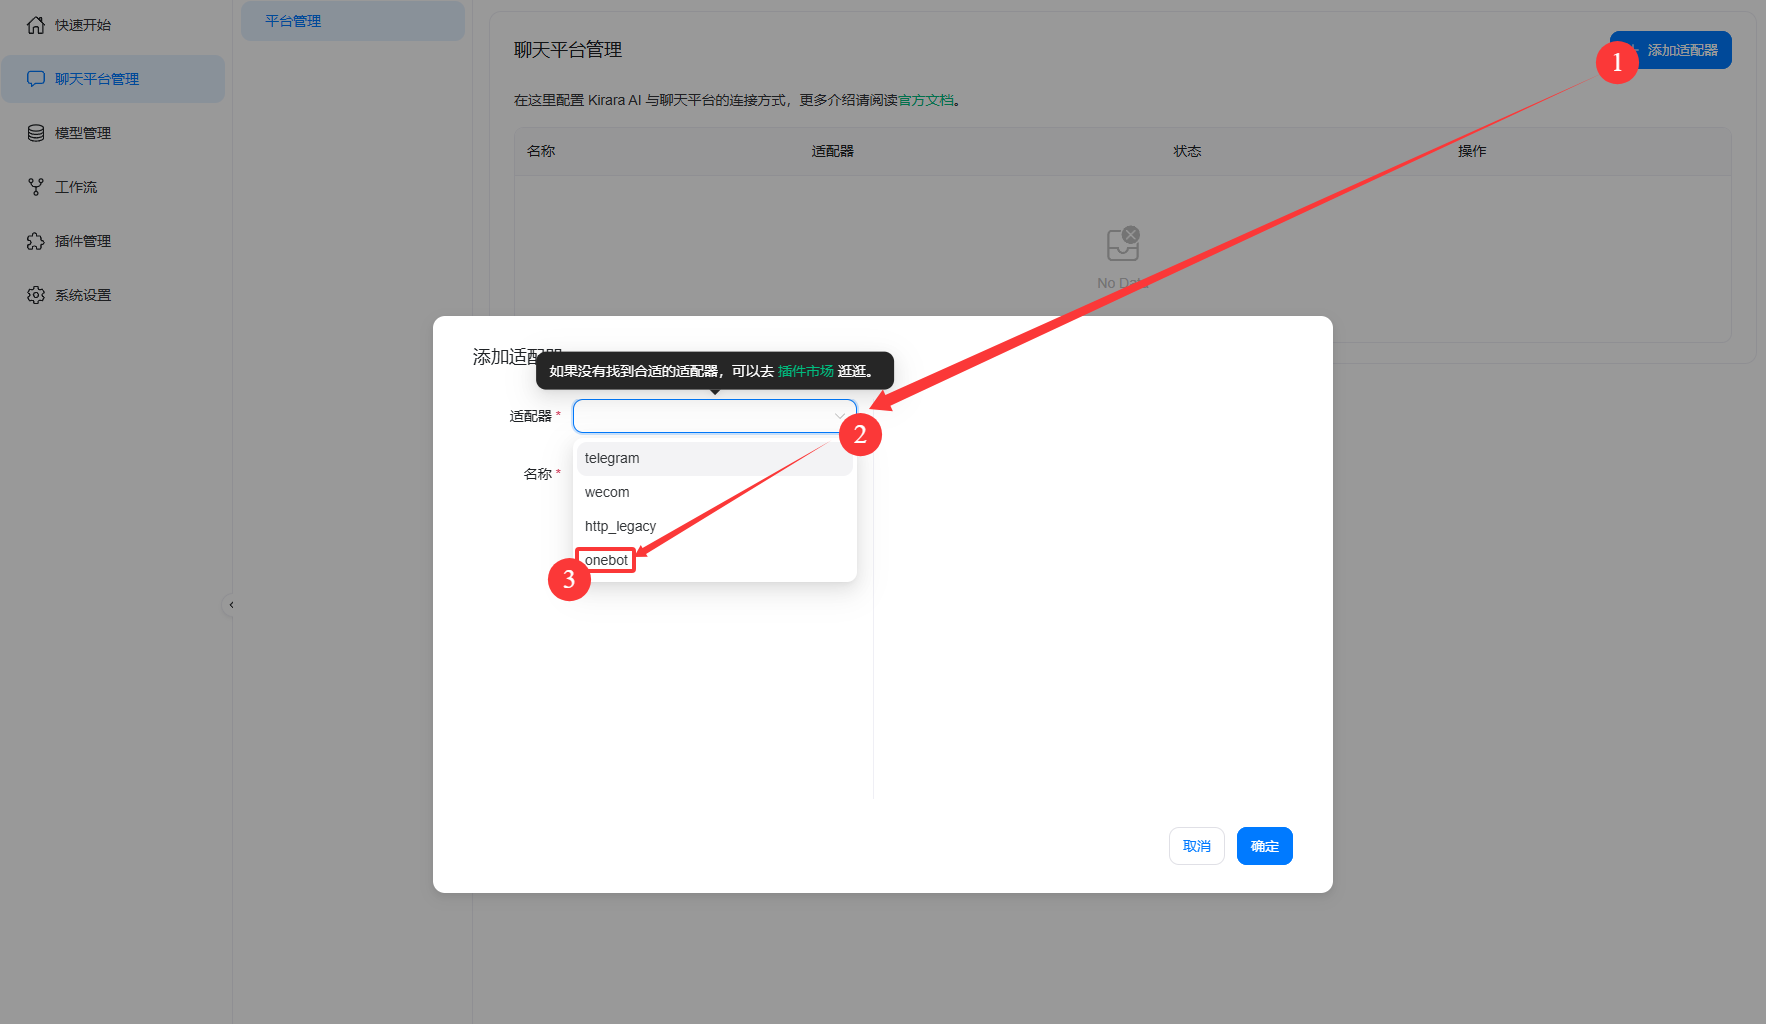 快速开始
聊天平台管理
模型管理
工作流
插件管理
系统设置
平台管理
聊天平台管理
1
添加适配器
在这里配置 Kirara AI 与聊天平台的连接方式，更多介绍请阅读官方文档。
名称 适配器 状态 操作
No Data
添加适配器
如果没有找到合适的适配器，可以去 插件市场 逛逛。
适配器 *
2
名称 *
telegram
wecom
http_legacy
onebot
3
取消 确定